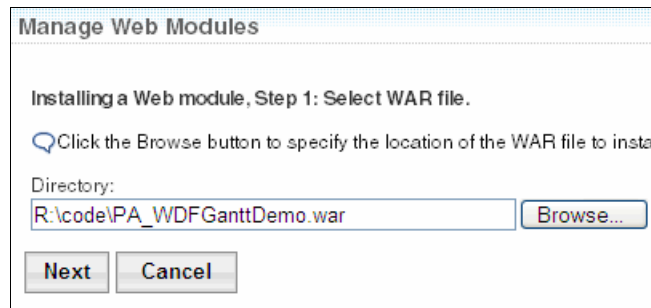 Manage Web Modules
Installing a Web module, Step 1: Select WAR file.
Click the Browse button to specify the location of the WAR file to insta
Directory:
R:\code\PA_WDFGanttDemo.war Browse...
Next Cancel